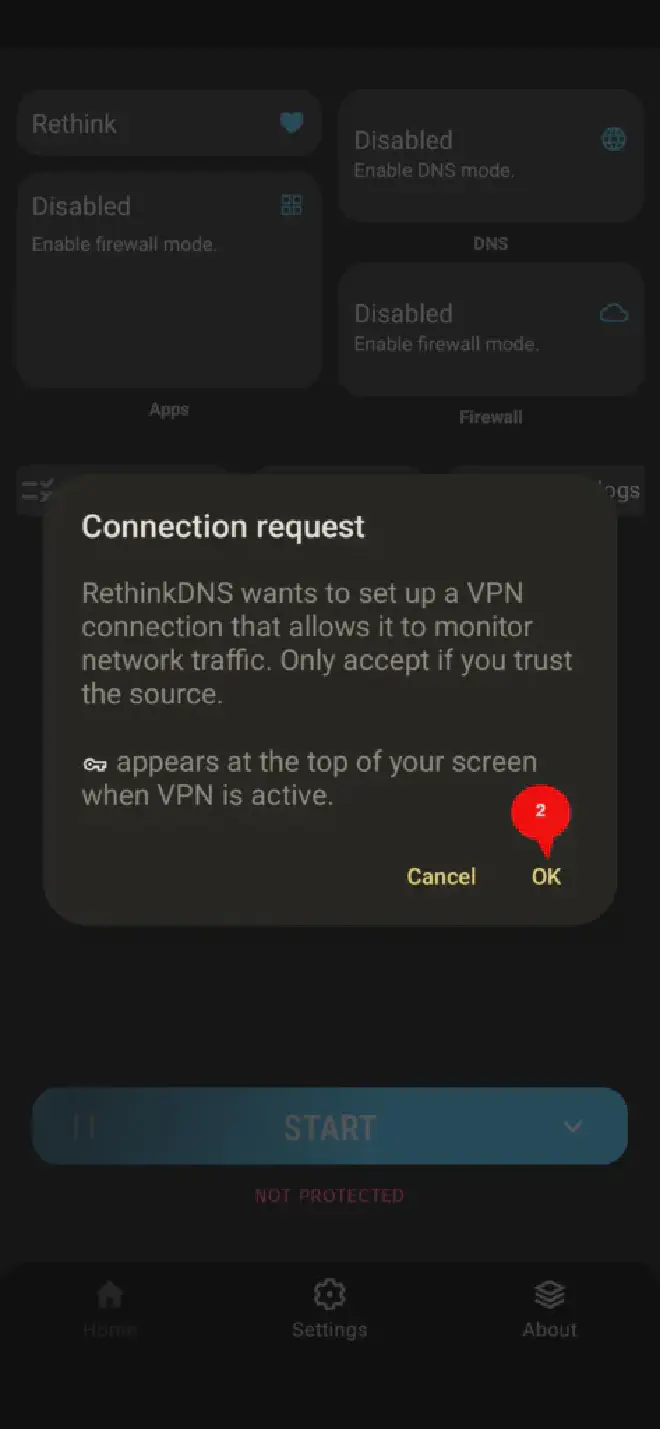 Rethink
Disabled
Enable firewall mode.
Apps
Disabled
Enable DNS mode.
DNS
Disabled
Enable firewall mode.
Firewall
logs
Connection request
RethinkDNS wants to set up a VPN
connection that allows it to monitor
network traffic. Only accept if you trust
the source.
appears at the top of your screen
when VPN is active.
2
Cancel
OK
START
NOT PROTECTED
Home
Settings
About